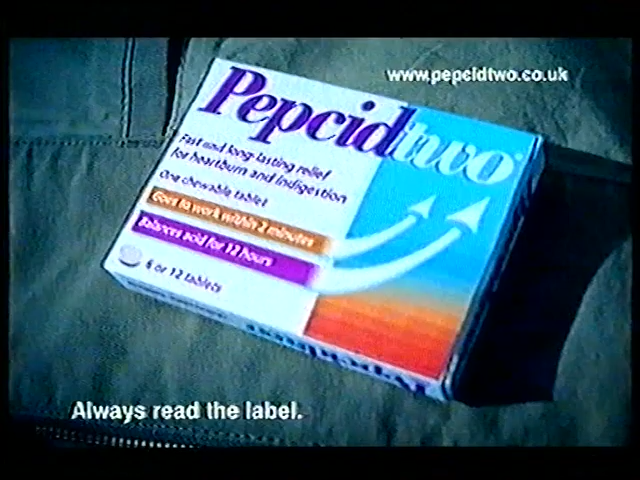 www.pepcidtwo.co.uk
Pepcidtwo
Fast and long-lasting relief
for heartburn and indigestion
One chewable tablet
Goes to work within 2 minutes
Balances acid for 12 hours
6 or 12 tablets
Pepcidtwo
Always read the label.